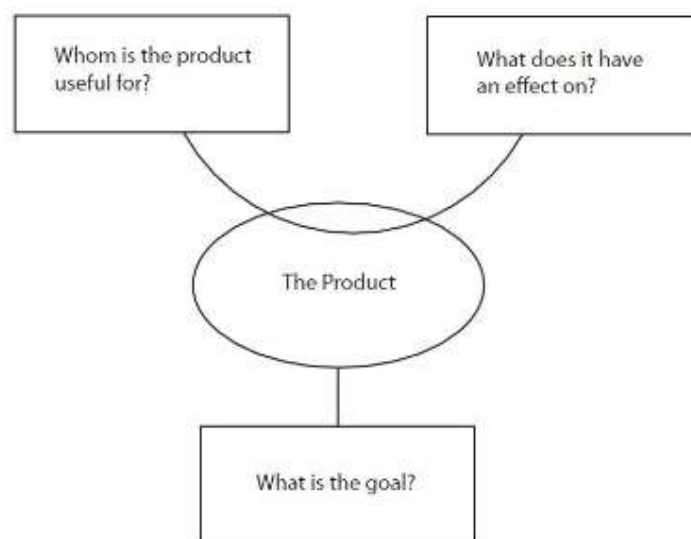 Whom is the product
useful for?
What does it have
an effect on?
The Product
What is the goal?